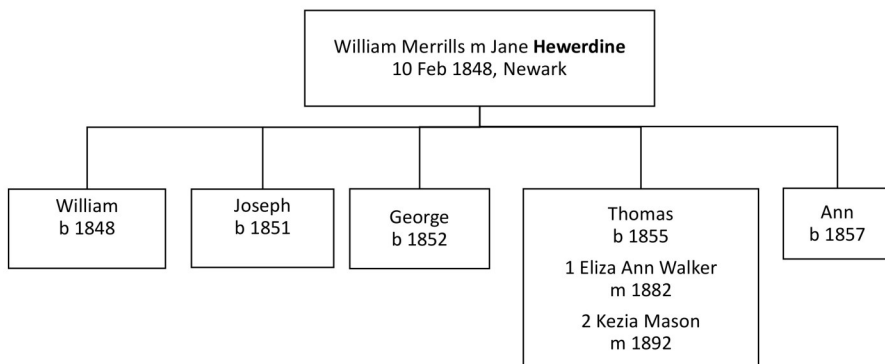 William Merrills m Jane Hewerdine
10 Feb 1848, Newark
William
b 1848
Joseph
b 1851
George
b 1852
Thomas
b 1855
1 Eliza Ann Walker
m 1882
2 Kezia Mason
m 1892
Ann
b 1857